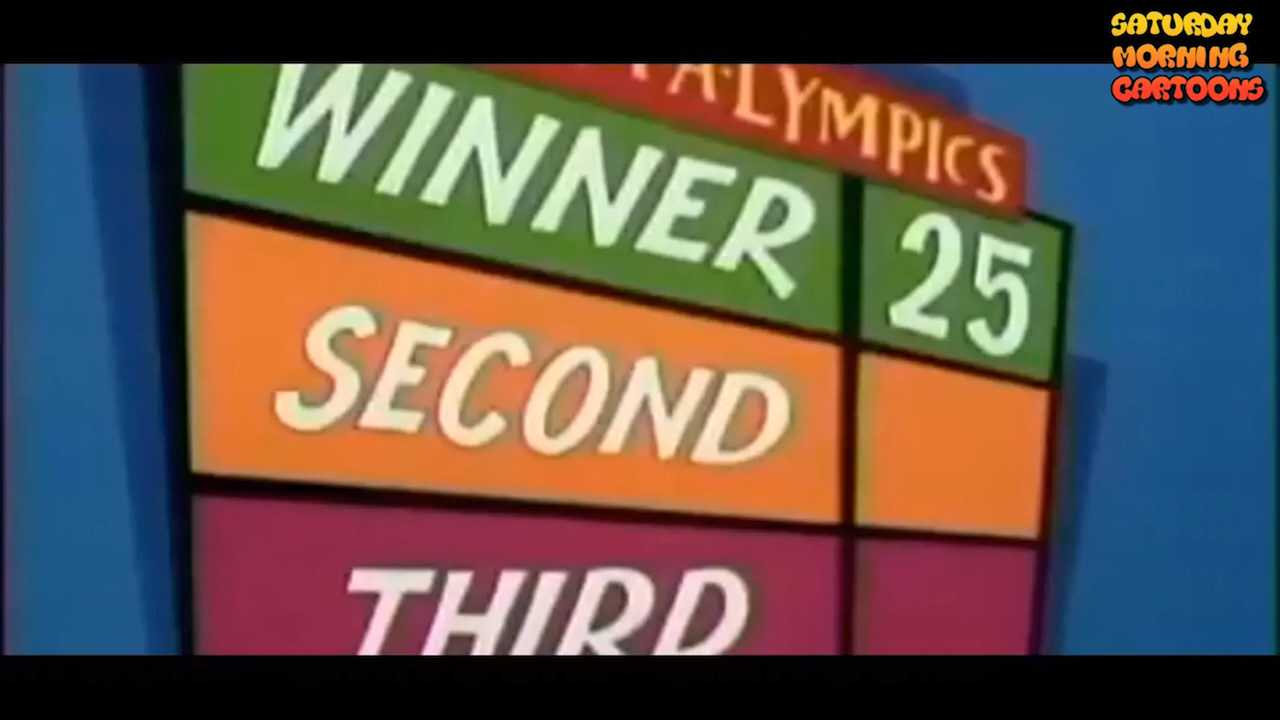 SATURDAY
MORNING
CARTOONS
A-LYMPICS
WINNER 25
SECOND
THIRD